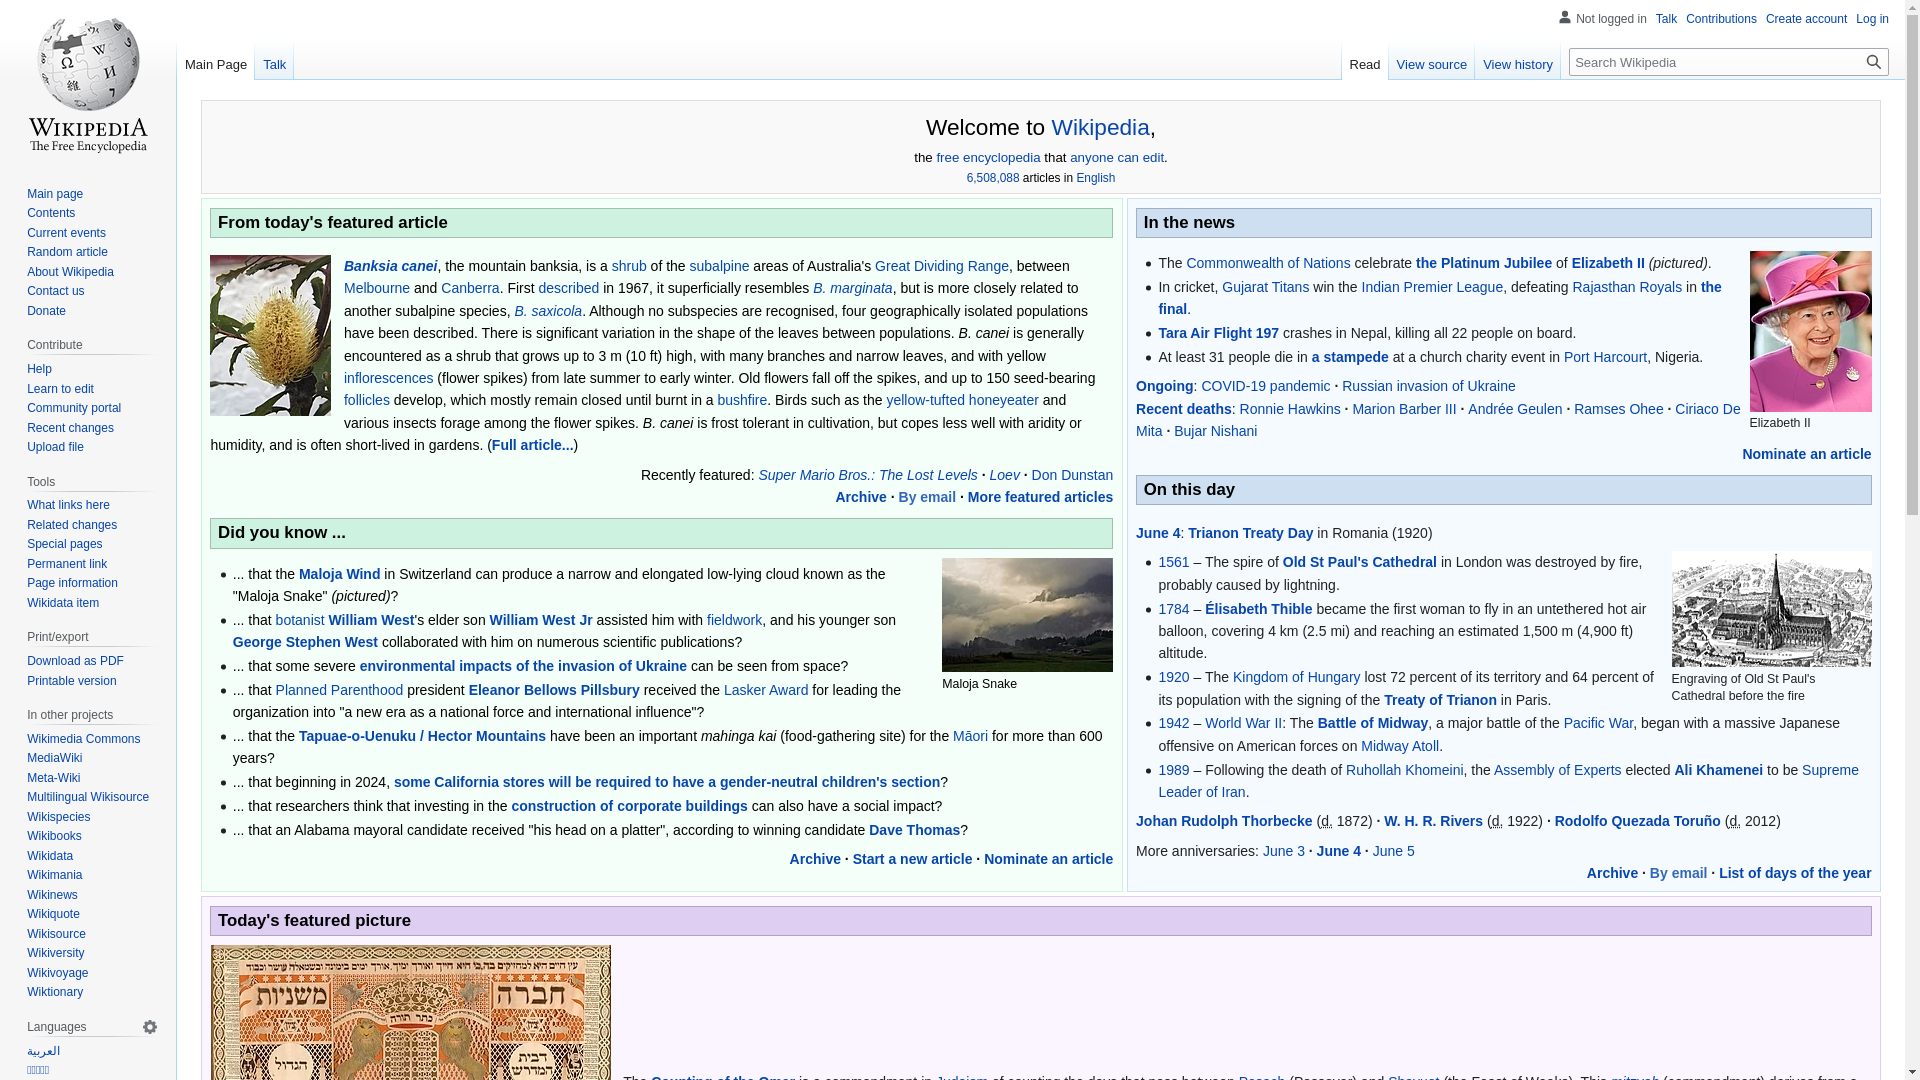 Not logged in Talk Contributions Create account Log in
Main Page Talk
Read View source View history
Search Wikipedia
WIKIPEDIA
The Free Encyclopedia
Main page
Contents
Current events
Random article
About Wikipedia
Contact us
Donate
Contribute
Help
Learn to edit
Community portal
Recent changes
Upload file
Tools
What links here
Related changes
Special pages
Permanent link
Page information
Wikidata item
Print/export
Download as PDF
Printable version
In other projects
Wikimedia Commons
MediaWiki
Meta-Wiki
Multilingual Wikisource
Wikispecies
Wikibooks
Wikidata
Wikimania
Wikinews
Wikiquote
Wikisource
Wikiversity
Wikivoyage
Wiktionary
Languages
العربية
Welcome to Wikipedia,
the free encyclopedia that anyone can edit.
6,508,088 articles in English
From today's featured article
Banksia canei, the mountain banksia, is a shrub of the subalpine areas of Australia's Great Dividing Range, between
Melbourne and Canberra. First described in 1967, it superficially resembles B. marginata, but is more closely related to
another subalpine species, B. saxicola. Although no subspecies are recognised, four geographically isolated populations
have been described. There is significant variation in the shape of the leaves between populations. B. canei is generally
encountered as a shrub that grows up to 3 m (10 ft) high, with many branches and narrow leaves, and with yellow
inflorescences (flower spikes) from late summer to early winter. Old flowers fall off the spikes, and up to 150 seed-bearing
follicles develop, which mostly remain closed until burnt in a bushfire. Birds such as the yellow-tufted honeyeater and
various insects forage among the flower spikes. B. canei is frost tolerant in cultivation, but copes less well with aridity or
humidity, and is often short-lived in gardens. (Full article...)
Recently featured: Super Mario Bros.: The Lost Levels · Loev · Don Dunstan
Archive · By email · More featured articles
Did you know ...
... that the Maloja Wind in Switzerland can produce a narrow and elongated low-lying cloud known as the
"Maloja Snake" (pictured)?
... that botanist William West's elder son William West Jr assisted him with fieldwork, and his younger son
George Stephen West collaborated with him on numerous scientific publications?
... that some severe environmental impacts of the invasion of Ukraine can be seen from space?
... that Planned Parenthood president Eleanor Bellows Pillsbury received the Lasker Award for leading the
organization into "a new era as a national force and international influence"?
... that the Tapuae-o-Uenuku / Hector Mountains have been an important mahinga kai (food-gathering site) for the Māori for more than 600
years?
... that beginning in 2024, some California stores will be required to have a gender-neutral children's section?
... that researchers think that investing in the construction of corporate buildings can also have a social impact?
... that an Alabama mayoral candidate received "his head on a platter", according to winning candidate Dave Thomas?
Maloja Snake
Archive · Start a new article · Nominate an article
In the news
The Commonwealth of Nations celebrate the Platinum Jubilee of Elizabeth II (pictured).
In cricket, Gujarat Titans win the Indian Premier League, defeating Rajasthan Royals in the
final.
Tara Air Flight 197 crashes in Nepal, killing all 22 people on board.
At least 31 people die in a stampede at a church charity event in Port Harcourt, Nigeria.
Elizabeth II
Ongoing: COVID-19 pandemic · Russian invasion of Ukraine
Recent deaths: Ronnie Hawkins · Marion Barber III · Andrée Geulen · Ramses Ohee · Ciriaco De
Mita · Bujar Nishani
Nominate an article
On this day
June 4: Trianon Treaty Day in Romania (1920)
1561 – The spire of Old St Paul's Cathedral in London was destroyed by fire,
probably caused by lightning.
1784 – Élisabeth Thible became the first woman to fly in an untethered hot air
balloon, covering 4 km (2.5 mi) and reaching an estimated 1,500 m (4,900 ft)
altitude.
1920 – The Kingdom of Hungary lost 72 percent of its territory and 64 percent of
its population with the signing of the Treaty of Trianon in Paris.
1942 – World War II: The Battle of Midway, a major battle of the Pacific War, began with a massive Japanese
offensive on American forces on Midway Atoll.
1989 – Following the death of Ruhollah Khomeini, the Assembly of Experts elected Ali Khamenei to be Supreme
Leader of Iran.
Engraving of Old St Paul's
Cathedral before the fire
Johan Rudolph Thorbecke (d. 1872) · W. H. R. Rivers (d. 1922) · Rodolfo Quezada Toruño (d. 2012)
More anniversaries: June 3 · June 4 · June 5
Archive · By email · List of days of the year
Today's featured picture
חברה
משניות
כתר תורה
הגדול
בית
המדרש
The Counting of the Omer is a commandment in Judaism of counting the days that pass between Pesach (Passover) and Shavuot (the Feast of Weeks). This mitzvah (commandment) derives from a